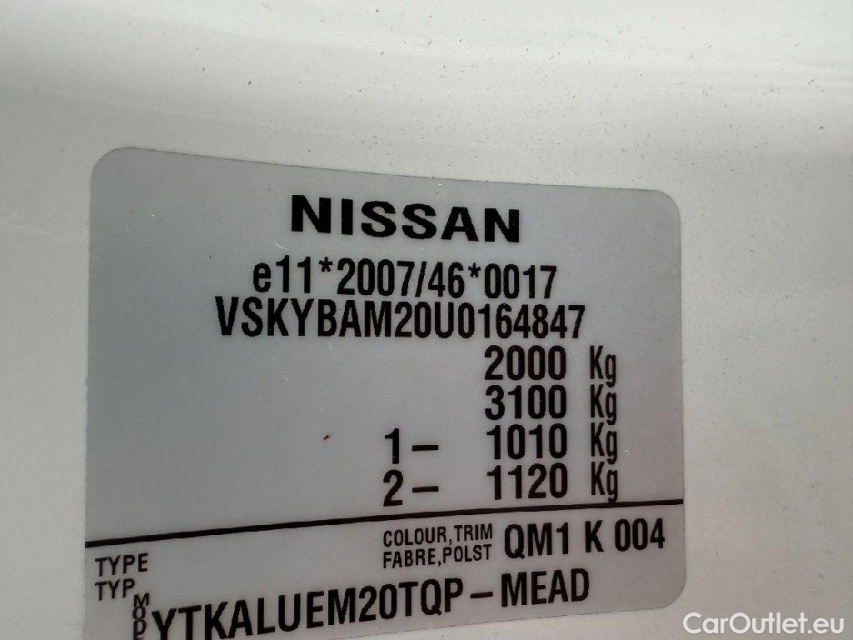 NISSAN
e11*2007/46*0017
VSKYBAM20U0164847
2000 Kg
3100 Kg
1– 1010 Kg
2– 1120 Kg
TYPE
TYP
COLOUR,TRIM
FABRE,POLST
QM1 K 004
MOD
YTKALUEM20TQP–MEAD
CarOutlet.eu